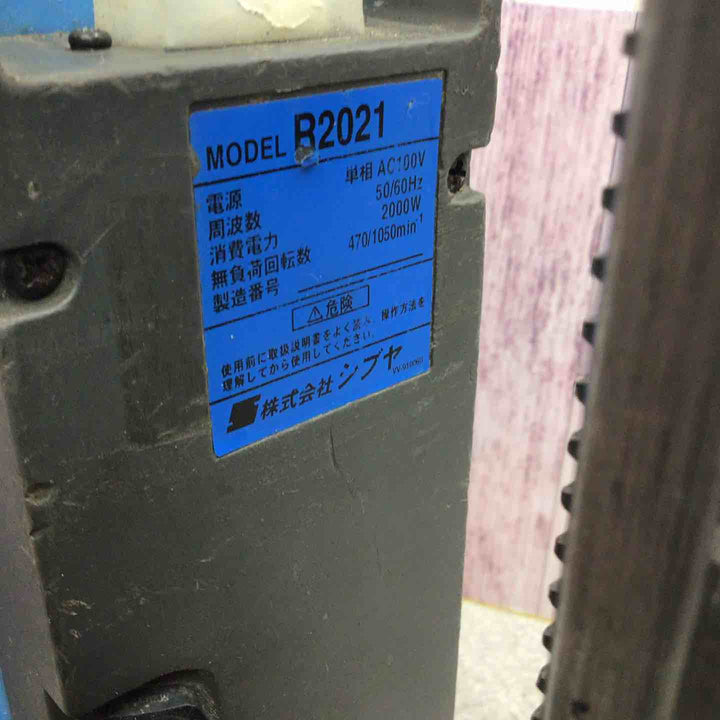 MODEL R2021
電源 単相 AC100V
周波数 50/60Hz
消費電力 2000W
無負荷回転数 470/1050min⁻¹
製造番号
⚠危険
使用前に取扱説明書をよく読み、操作方法を
理解してから使用してください。
株式会社 シブヤ